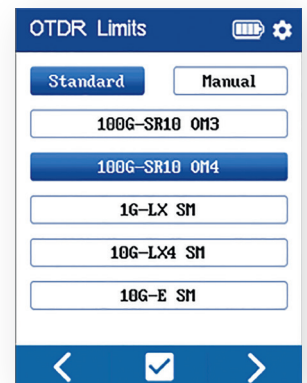 OTDR Limits
Standard Manual
100G-SR10 OM3
100G-SR10 OM4
1G-LX SM
10G-LX4 SM
10G-E SM